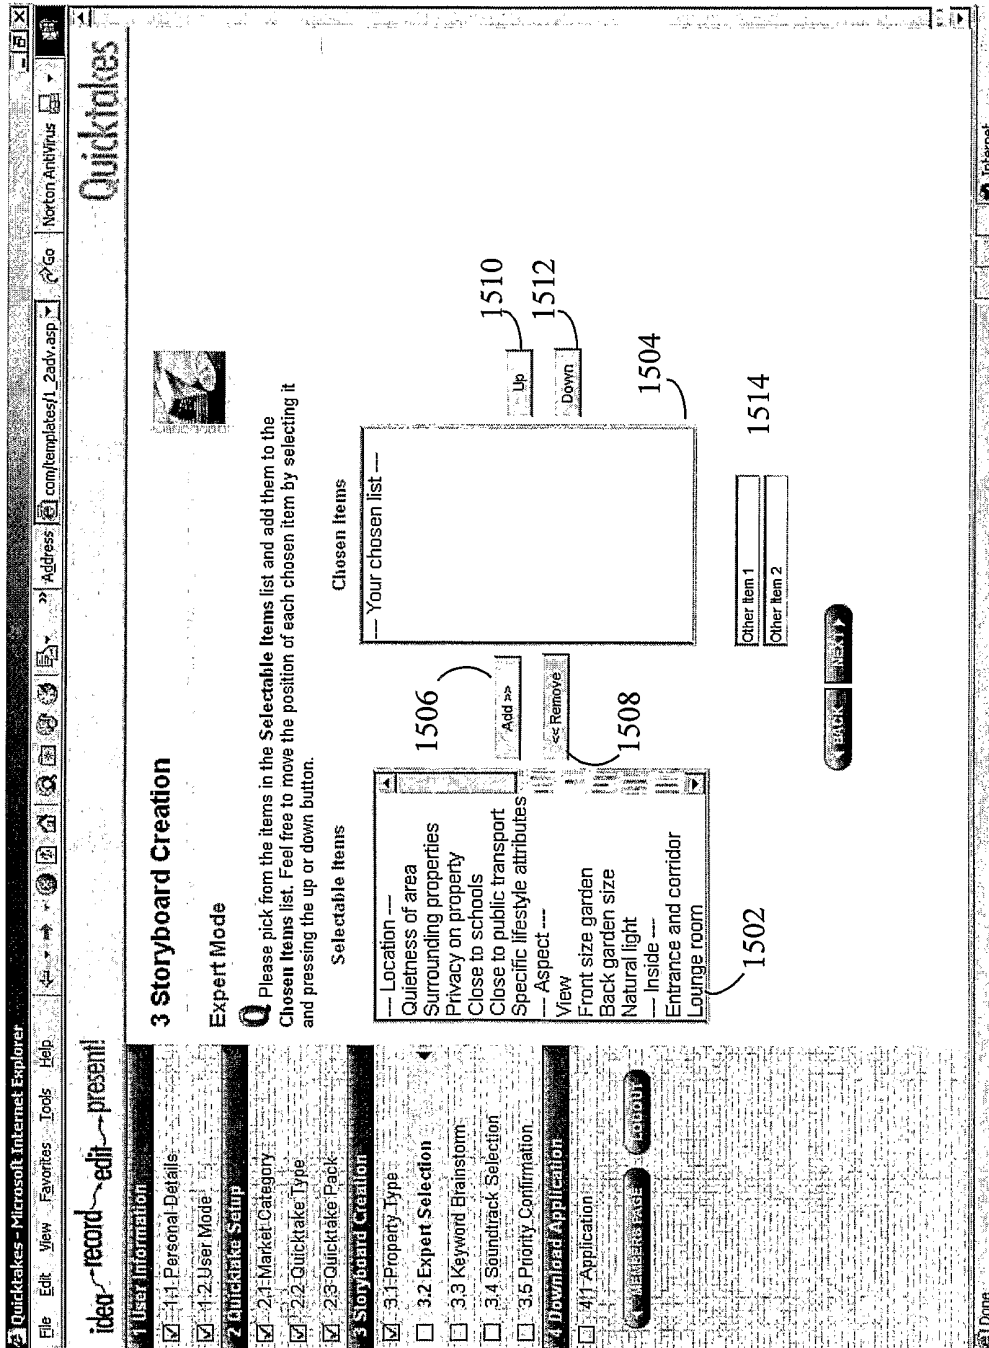 Quicktakes - Microsoft Internet Explorer
File Edit View Favorites Tools Help
Address com/templates/1_2adv.asp Go Norton AntiVirus
idea record edit present!
Quicktakes
1 User Information
1.1 Personal Details
1.2 User Mode
2 Quicktake Setup
2.1 Market Category
2.2 Quicktake Type
2.3 Quicktake Pack
3 Storyboard Creation
3.1 Property Type
3.2 Expert Selection
3.3 Keyword Brainstorm
3.4 Soundtrack Selection
3.5 Priority Confirmation
4 Download Application
4.1 Application
MEMBERS PAGE LOGOUT
3 Storyboard Creation
Expert Mode
Q Please pick from the items in the Selectable Items list and add them to the
Chosen Items list. Feel free to move the position of each chosen item by selecting it
and pressing the up or down button.
Selectable Items
--- Location ---
Quietness of area
Surrounding properties
Privacy on property
Close to schools
Close to public transport
Specific lifestyle attributes
--- Aspect ---
View
Front size garden
Back garden size
Natural light
--- Inside ---
Entrance and corridor
Lounge room
1502
1506
Add >>
<< Remove
1508
Chosen Items
--- Your chosen list ---
Up
1510
Down
1512
1504
Other Item 1
Other Item 2
1514
BACK NEXT
Done
Internet